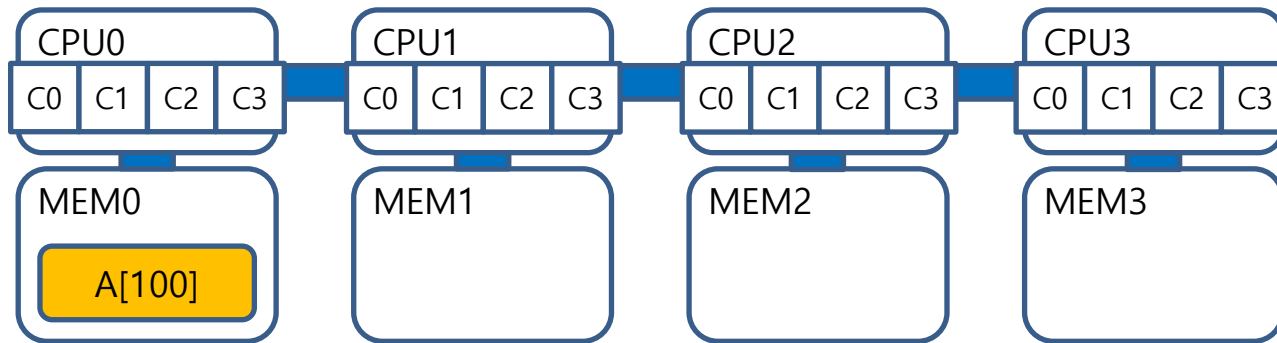 CPU0 CPU1 CPU2 CPU3
C0 C1 C2 C3 C0 C1 C2 C3 C0 C1 C2 C3 C0 C1 C2 C3
MEM0 MEM1 MEM2 MEM3
A[100]